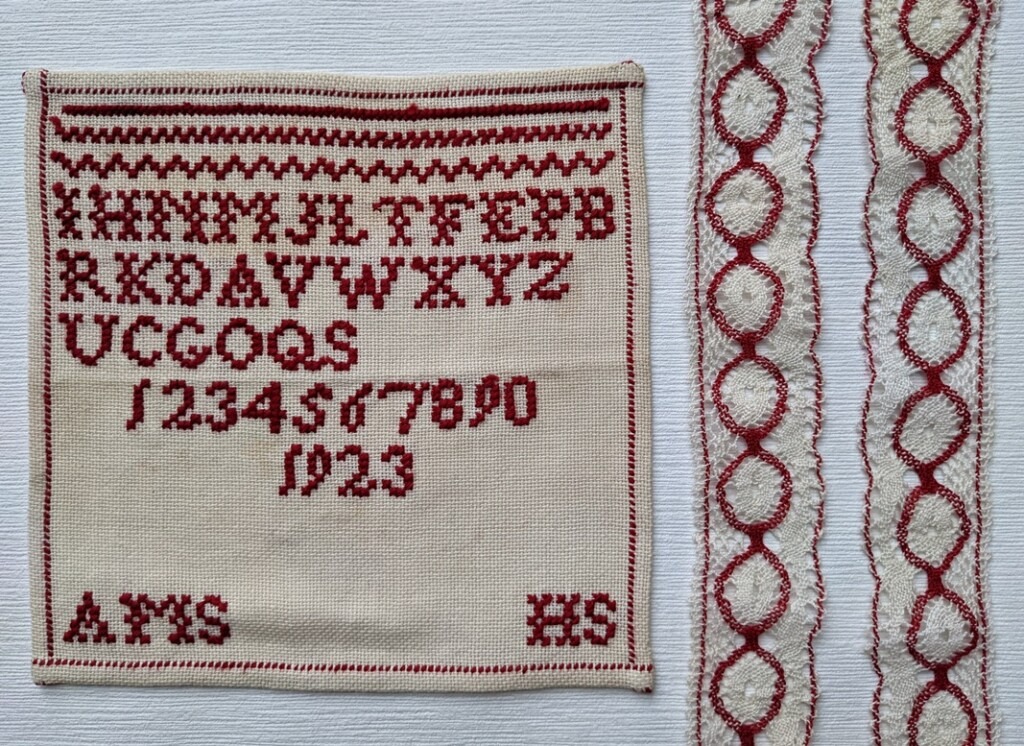 IHNMJLTFEPB
RKDAVWXYZ
UCGOQS
1234567890
1923
AMS HS